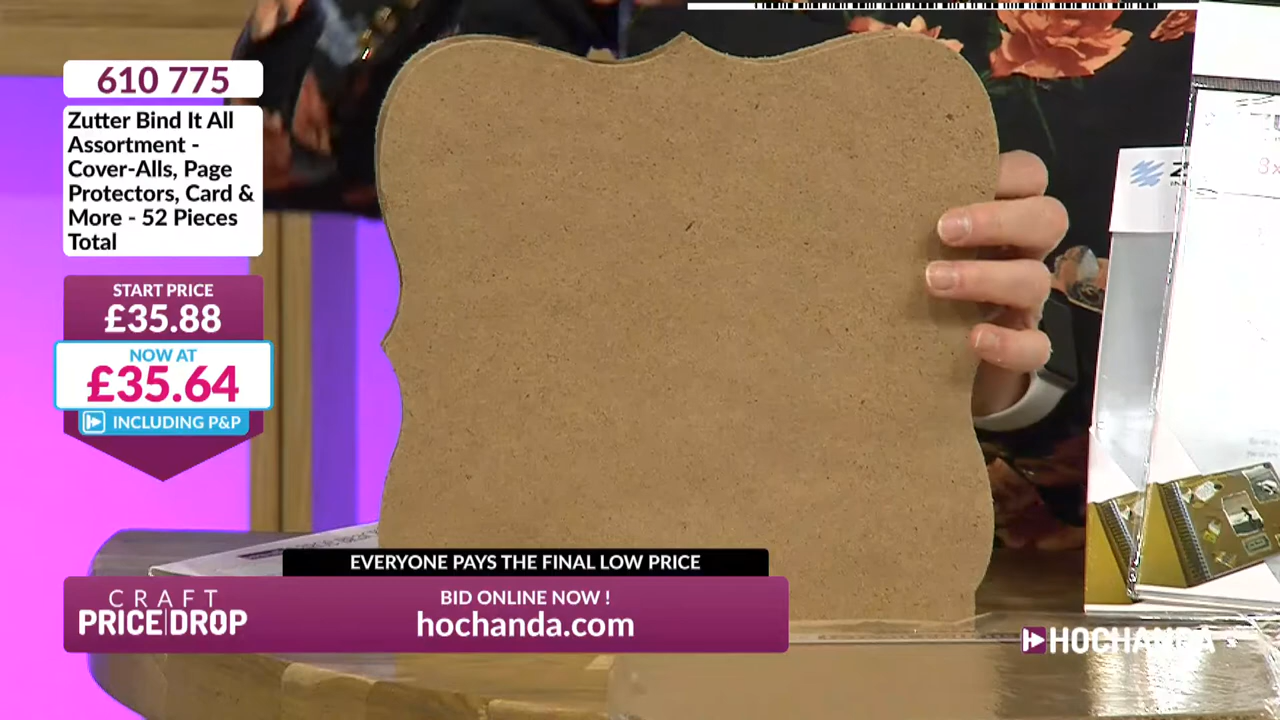 610 775
Zutter Bind It All
Assortment -
Cover-Alls, Page
Protectors, Card &
More - 52 Pieces
Total
START PRICE
£35.88
NOW AT
£35.64
INCLUDING P&P
EVERYONE PAYS THE FINAL LOW PRICE
CRAFT
PRICE DROP
BID ONLINE NOW !
hochanda.com
HOCHANDA